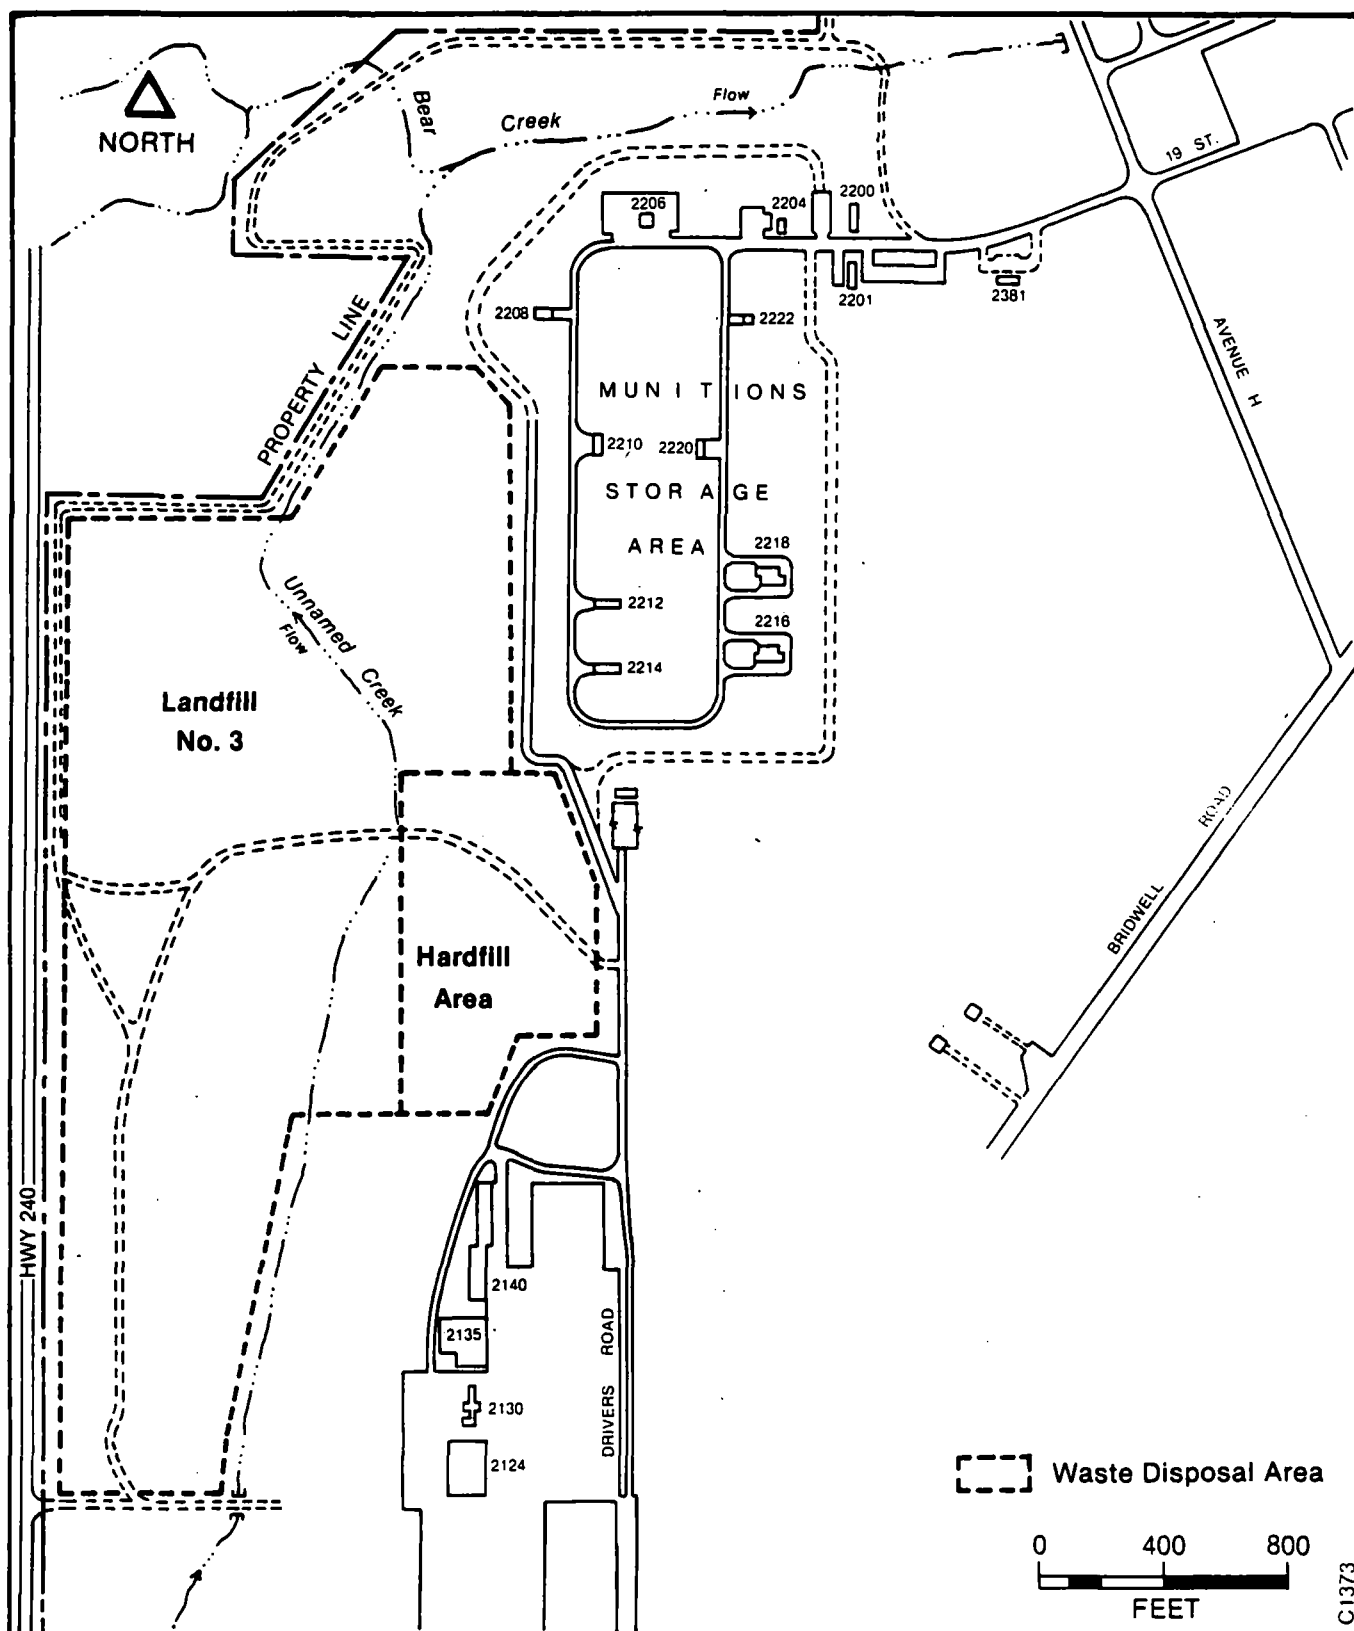 NORTH
Bear
Creek
Flow
19 ST.
2206
2204
2200
2201
2381
2208
2222
AVENUE H
PROPERTY LINE
MUNITIONS
STORAGE
AREA
2210
2220
2218
2212
2216
2214
Unnamed Creek
Flow
Landfill
No. 3
Hardfill
Area
BRIDWELL ROAD
HWY 240
2140
2135
2130
2124
DRIVERS ROAD
Waste Disposal Area
0 400 800
FEET
C1373